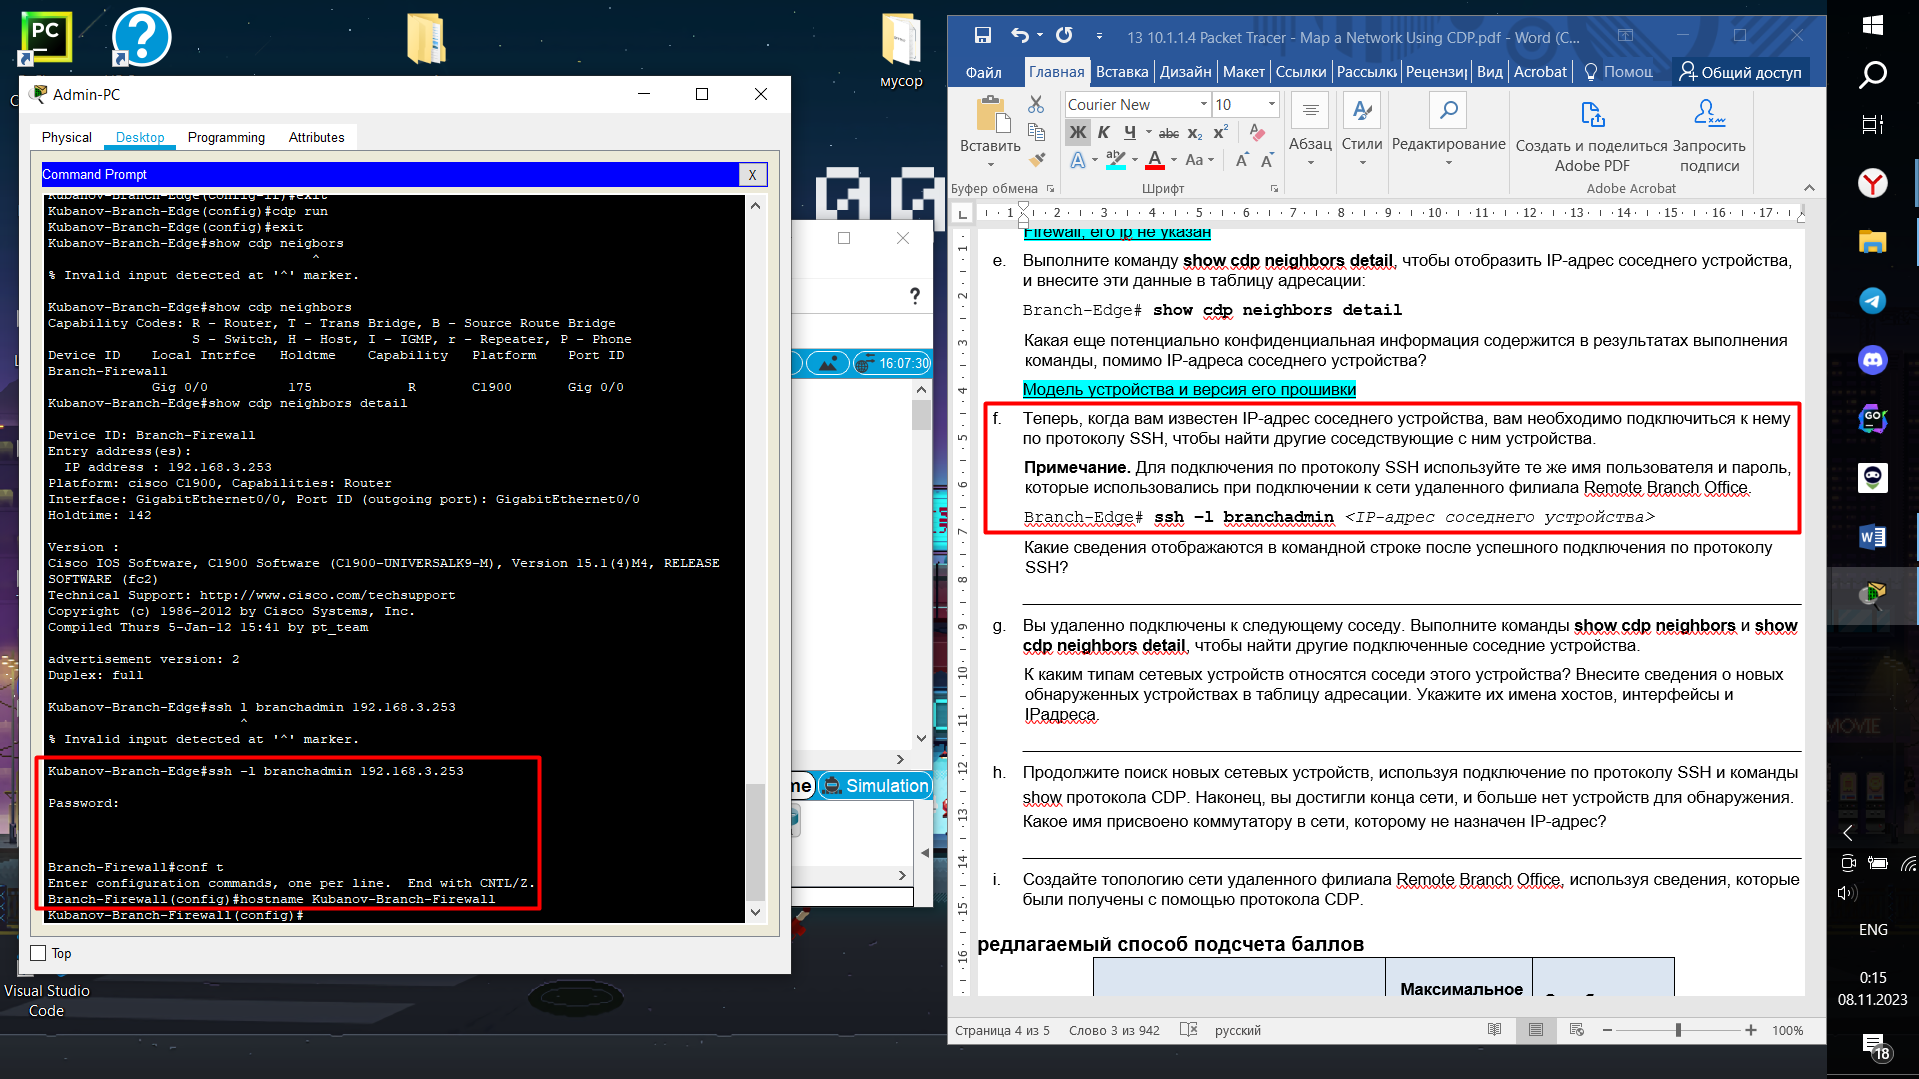 PC
мусор
Admin-PC
Physical Desktop Programming Attributes
Command Prompt X
Kubanov-Branch-Edge(config-if)#exit
Kubanov-Branch-Edge(config)#cdp run
Kubanov-Branch-Edge(config)#exit
Kubanov-Branch-Edge#show cdp neigbors
^
% Invalid input detected at '^' marker.
Kubanov-Branch-Edge#show cdp neighbors
Capability Codes: R - Router, T - Trans Bridge, B - Source Route Bridge
S - Switch, H - Host, I - IGMP, r - Repeater, P - Phone
Device ID Local Intrfce Holdtme Capability Platform Port ID
Branch-Firewall
Gig 0/0 175 R C1900 Gig 0/0
Kubanov-Branch-Edge#show cdp neighbors detail
Device ID: Branch-Firewall
Entry address(es):
IP address : 192.168.3.253
Platform: cisco C1900, Capabilities: Router
Interface: GigabitEthernet0/0, Port ID (outgoing port): GigabitEthernet0/0
Holdtime: 142
Version :
Cisco IOS Software, C1900 Software (C1900-UNIVERSALK9-M), Version 15.1(4)M4, RELEASE
SOFTWARE (fc2)
Technical Support: http://www.cisco.com/techsupport
Copyright (c) 1986-2012 by Cisco Systems, Inc.
Compiled Thurs 5-Jan-12 15:41 by pt_team
advertisement version: 2
Duplex: full
Kubanov-Branch-Edge#ssh l branchadmin 192.168.3.253
^
% Invalid input detected at '^' marker.
Kubanov-Branch-Edge#ssh -l branchadmin 192.168.3.253
Password:
Branch-Firewall#conf t
Enter configuration commands, one per line. End with CNTL/Z.
Branch-Firewall(config)#hostname Kubanov-Branch-Firewall
Kubanov-Branch-Firewall(config)#
Top
Visual Studio
Code
?
16:07:30
me Simulation
13 10.1.1.4 Packet Tracer - Map a Network Using CDP.pdf - Word (С...
Файл Главная Вставка Дизайн Макет Ссылки Рассылки Рецензир Вид Acrobat Помощ Общий доступ
Вставить
Буфер обмена
Courier New 10
Ж К Ч abc x₂ x²
Шрифт
Абзац
Стили
Редактирование
Создать и поделиться
Adobe PDF
Запросить
подписи
Adobe Acrobat
1 2 3 4 5 6 7 8 9 10 11 12 13 14 15 16 17
Firewall, его ip не указан
e. Выполните команду show cdp neighbors detail, чтобы отобразить IP-адрес соседнего устройства,
и внесите эти данные в таблицу адресации:
Branch-Edge# show cdp neighbors detail
Какая еще потенциально конфиденциальная информация содержится в результатах выполнения
команды, помимо IP-адреса соседнего устройства?
Модель устройства и версия его прошивки
f. Теперь, когда вам известен IP-адрес соседнего устройства, вам необходимо подключиться к нему
по протоколу SSH, чтобы найти другие соседствующие с ним устройства.
Примечание. Для подключения по протоколу SSH используйте те же имя пользователя и пароль,
которые использовались при подключении к сети удаленного филиала Remote Branch Office.
Branch-Edge# ssh –l branchadmin <IP-адрес соседнего устройства>
Какие сведения отображаются в командной строке после успешного подключения по протоколу
SSH?
g. Вы удаленно подключены к следующему соседу. Выполните команды show cdp neighbors и show
cdp neighbors detail, чтобы найти другие подключенные соседние устройства.
К каким типам сетевых устройств относятся соседи этого устройства? Внесите сведения о новых
обнаруженных устройствах в таблицу адресации. Укажите их имена хостов, интерфейсы и
IPадреса.
h. Продолжите поиск новых сетевых устройств, используя подключение по протоколу SSH и команды
show протокола CDP. Наконец, вы достигли конца сети, и больше нет устройств для обнаружения.
Какое имя присвоено коммутатору в сети, которому не назначен IP-адрес?
i. Создайте топологию сети удаленного филиала Remote Branch Office, используя сведения, которые
были получены с помощью протокола CDP.
редлагаемый способ подсчета баллов
Максимальное
Страница 4 из 5 Слово 3 из 942 русский 100%
GO
ENG
0:15
08.11.2023
18